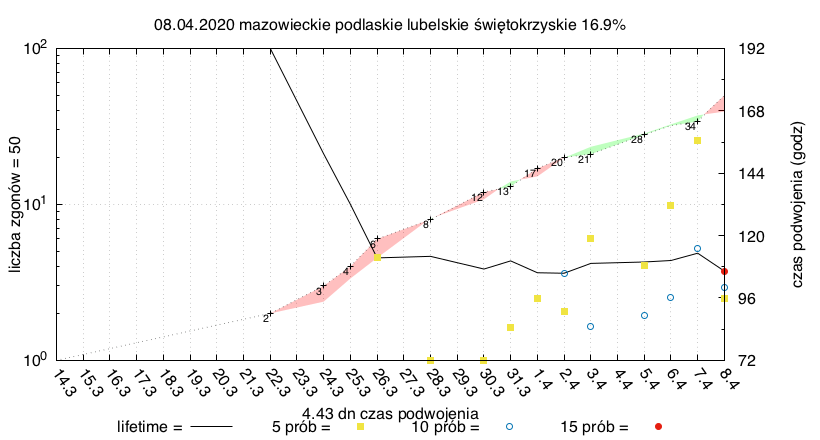 08.04.2020 mazowieckie podlaskie lubelskie świętokrzyskie 16.9%
10² 192
168
144
10¹ 120
96
10⁰ 72
liczba zgonów = 50
czas podwojenia (godz)
2 3 4 6 8 12 13 17 20 21 28 34
14.3 15.3 16.3 17.3 18.3 19.3 20.3 21.3 22.3 23.3 24.3 25.3 26.3 27.3 28.3 29.3 30.3 31.3 1.4 2.4 3.4 4.4 5.4 6.4 7.4 8.4
4.43 dn czas podwojenia
lifetime = 5 prób = 10 prób = 15 prób =